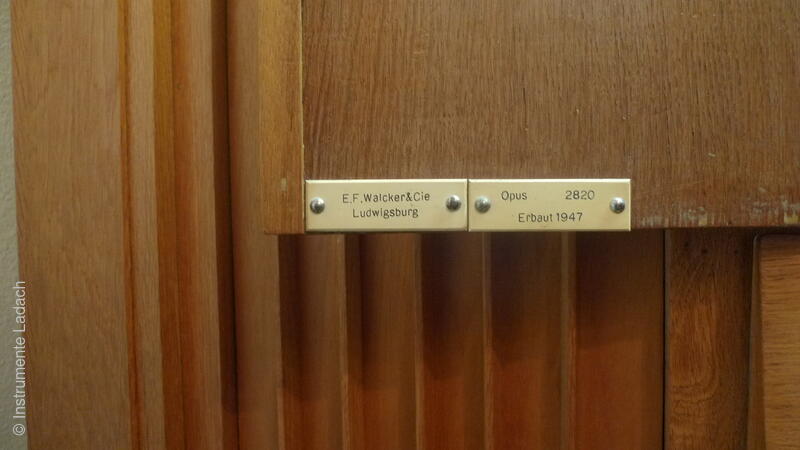 E.F.Walcker&Cie
Ludwigsburg
Opus 2820
Erbaut 1947
© Instrumente Ladach